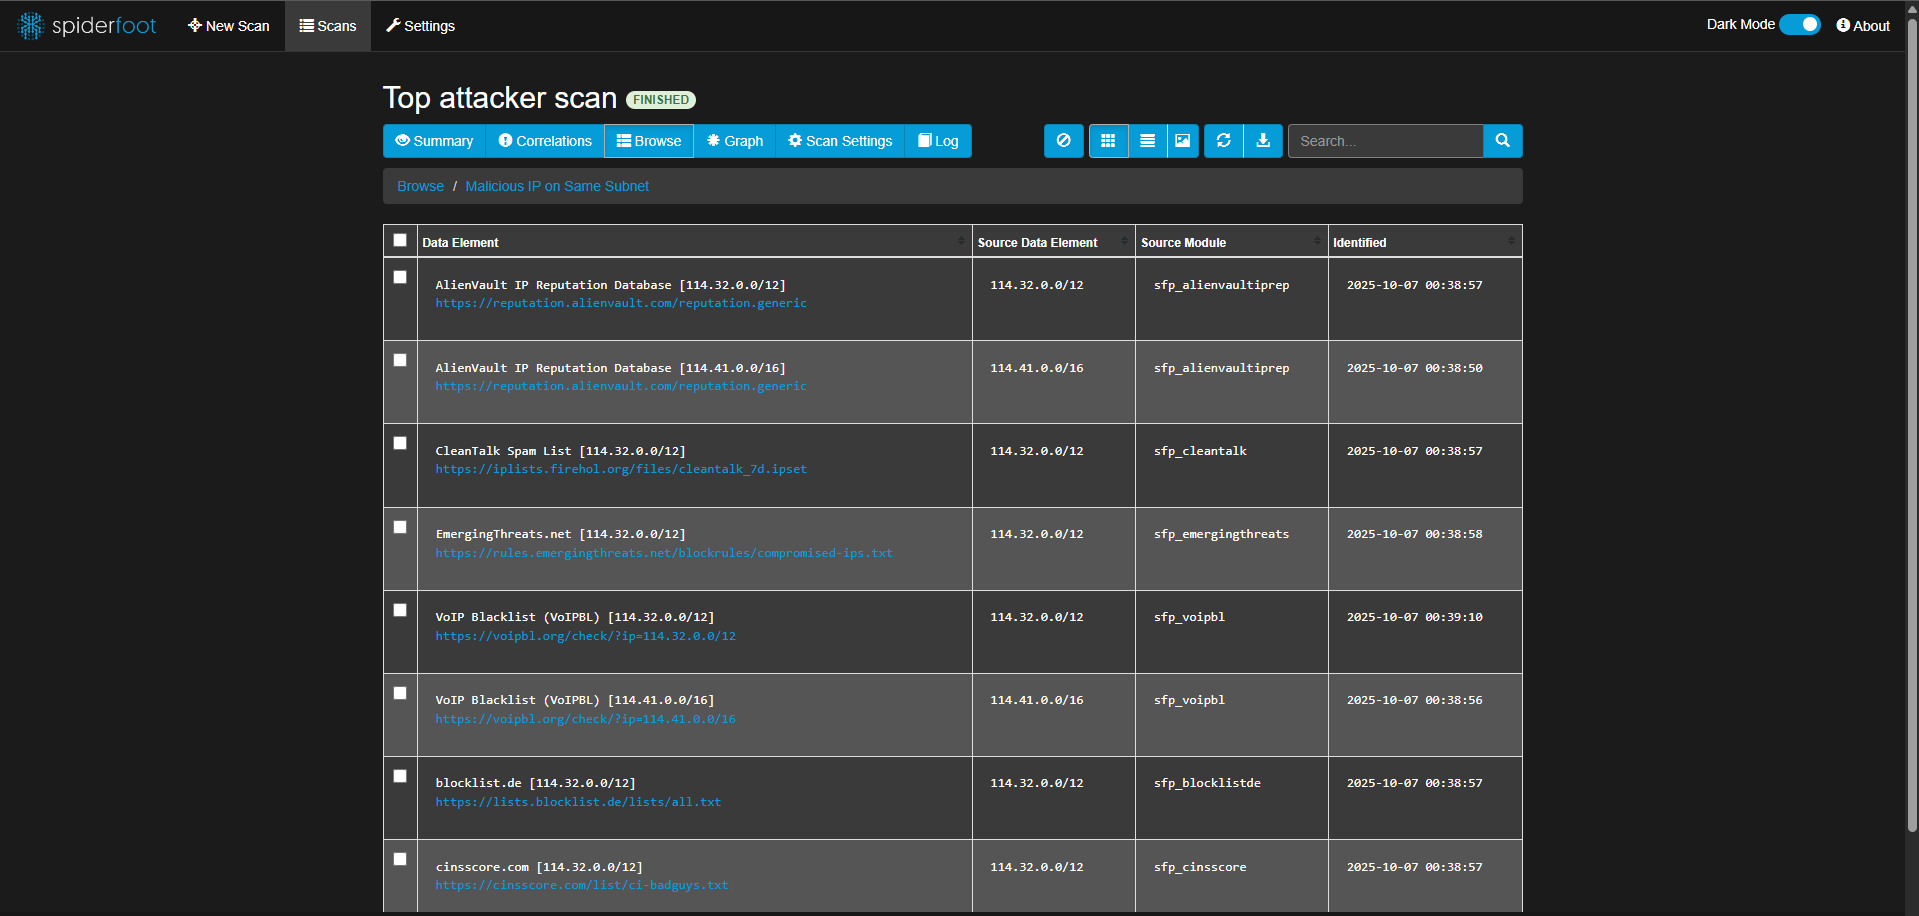 spiderfoot New Scan Scans Settings Dark Mode About
Top attacker scan FINISHED
Summary Correlations Browse Graph Scan Settings Log Search...
Browse / Malicious IP on Same Subnet
Data Element Source Data Element Source Module Identified
AlienVault IP Reputation Database [114.32.0.0/12] 114.32.0.0/12 sfp_alienvaultiprep 2025-10-07 00:38:57
https://reputation.alienvault.com/reputation.generic
AlienVault IP Reputation Database [114.41.0.0/16] 114.41.0.0/16 sfp_alienvaultiprep 2025-10-07 00:38:50
https://reputation.alienvault.com/reputation.generic
CleanTalk Spam List [114.32.0.0/12] 114.32.0.0/12 sfp_cleantalk 2025-10-07 00:38:57
https://iplists.firehol.org/files/cleantalk_7d.ipset
EmergingThreats.net [114.32.0.0/12] 114.32.0.0/12 sfp_emergingthreats 2025-10-07 00:38:58
https://rules.emergingthreats.net/blockrules/compromised-ips.txt
VoIP Blacklist (VoIPBL) [114.32.0.0/12] 114.32.0.0/12 sfp_voipbl 2025-10-07 00:39:10
https://voipbl.org/check/?ip=114.32.0.0/12
VoIP Blacklist (VoIPBL) [114.41.0.0/16] 114.41.0.0/16 sfp_voipbl 2025-10-07 00:38:56
https://voipbl.org/check/?ip=114.41.0.0/16
blocklist.de [114.32.0.0/12] 114.32.0.0/12 sfp_blocklistde 2025-10-07 00:38:57
https://lists.blocklist.de/lists/all.txt
cinsscore.com [114.32.0.0/12] 114.32.0.0/12 sfp_cinsscore 2025-10-07 00:38:57
https://cinsscore.com/list/ci-badguys.txt